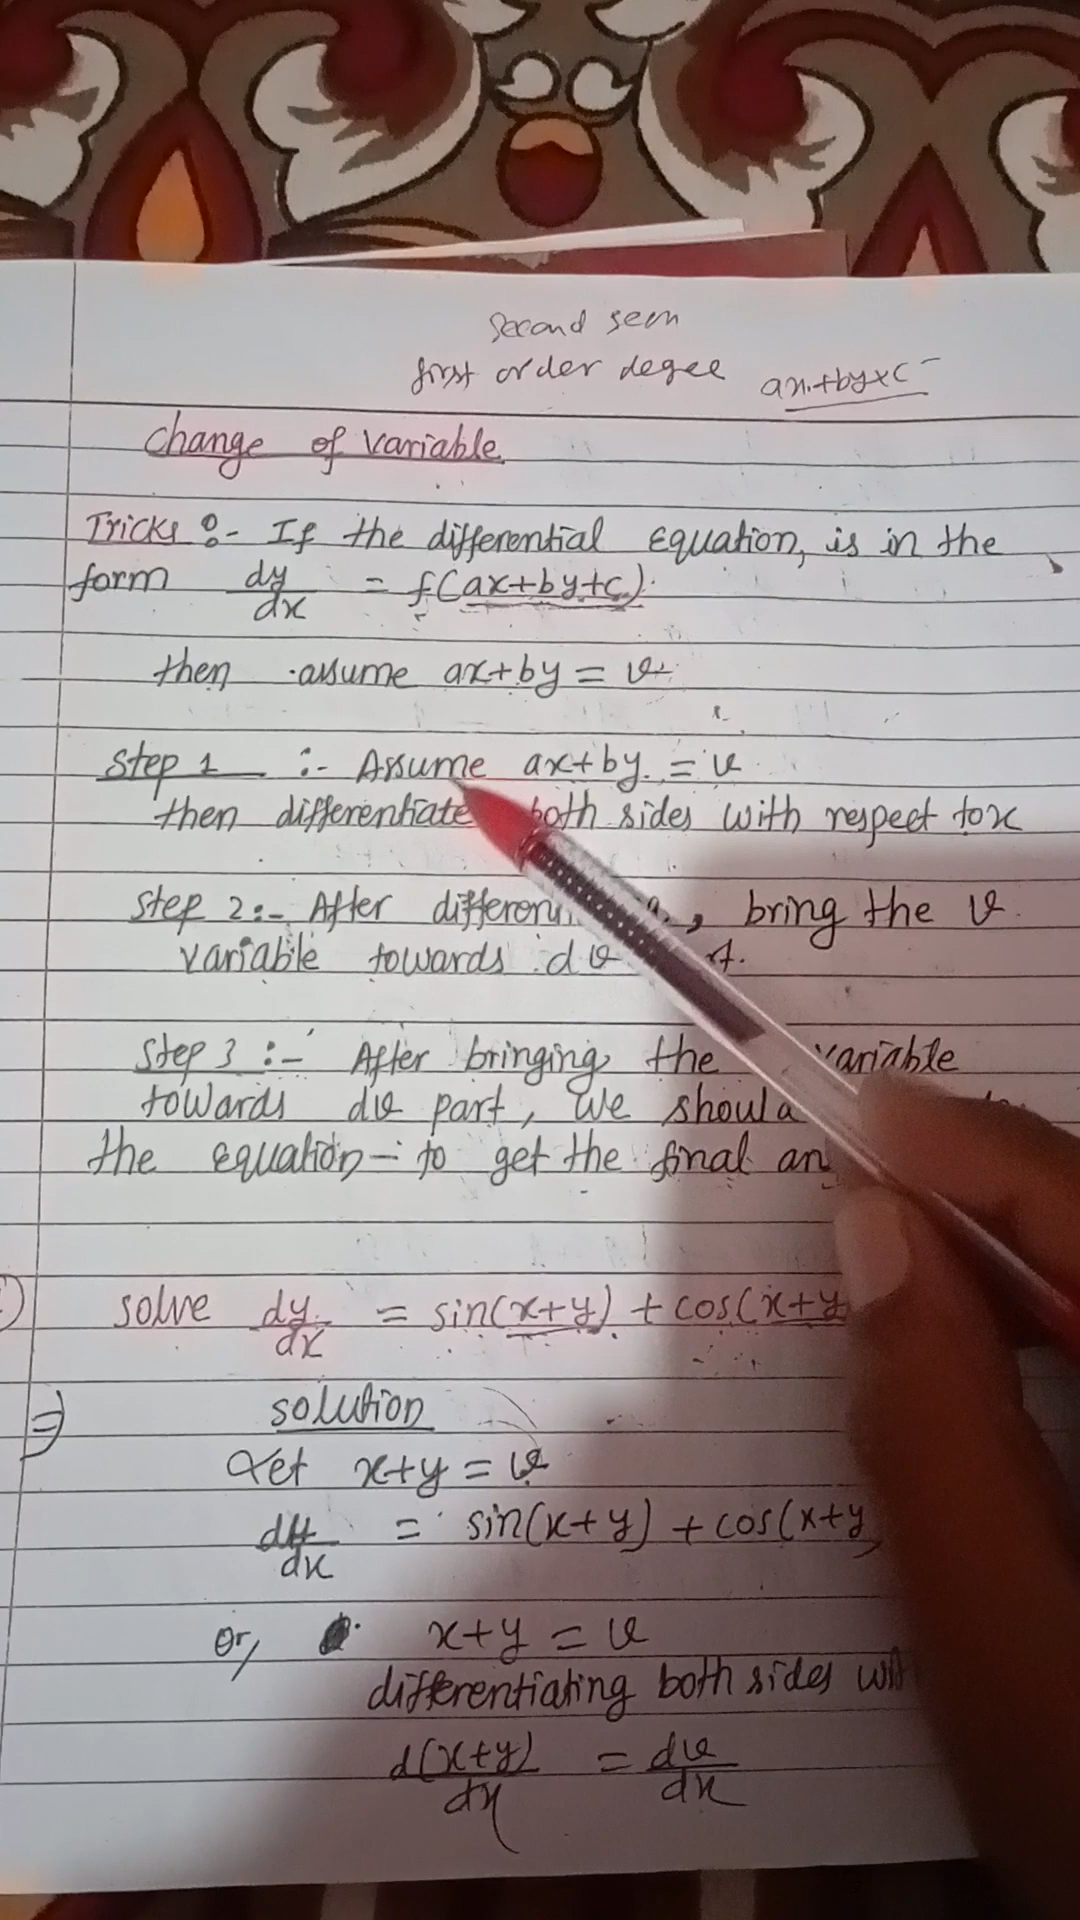 Second sem
first order degee ax+by+c
Change of variable
Tricks :- If the differential equation, is in the
form dy/dx = f(ax+by+c).
then assume ax+by = v
Step 1 :- Assume ax+by = v
then differentiate both sides with respect to x
Step 2:- After , bring the v
variable towards dv
Step 3 :- After bringing the variable
towards dv part, we
the equation - to get the final
solve dy/dx = sin(x+y) + cos(x+y
solution
Let x+y = v
dy/dx = sin(x+y) + cos(x+y
or, x+y = v
differentiating both sides
d(x+y)/dx = dv/dx